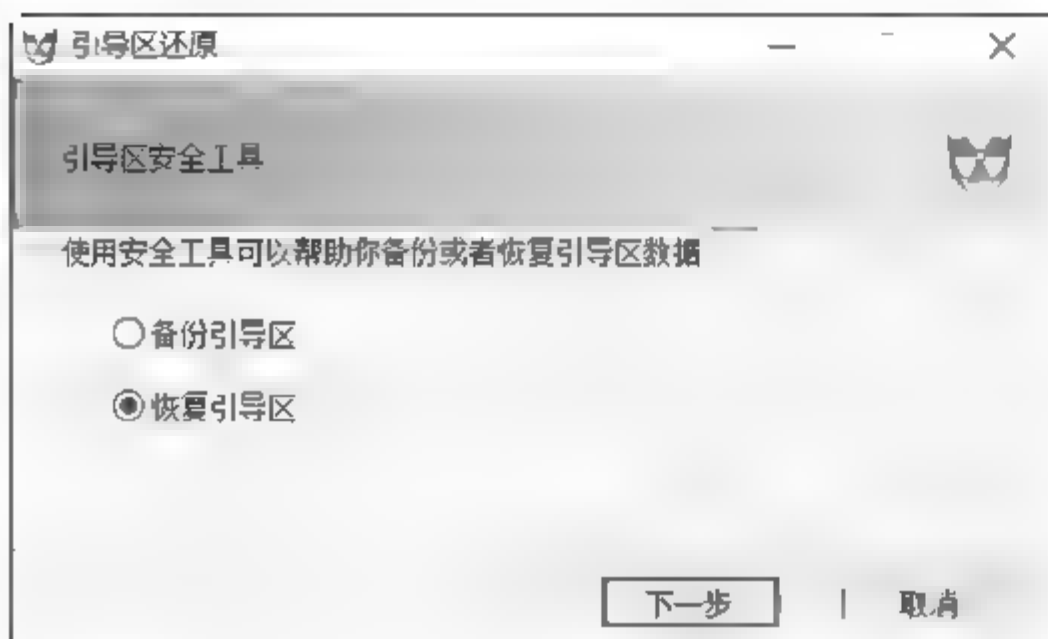 引导区还原
引导区安全工具
使用安全工具可以帮助你备份或者恢复引导区数据
备份引导区
恢复引导区
下一步
取消